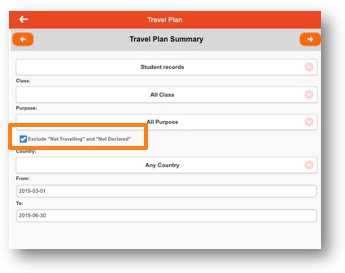 Travel Plan
Travel Plan Summary
Student records
Class:
All Class
Purpose:
All Purpose
Exclude "Not Travelling" and "Not Declared"
Country:
Any Country
From:
2015-03-01
To:
2015-06-30